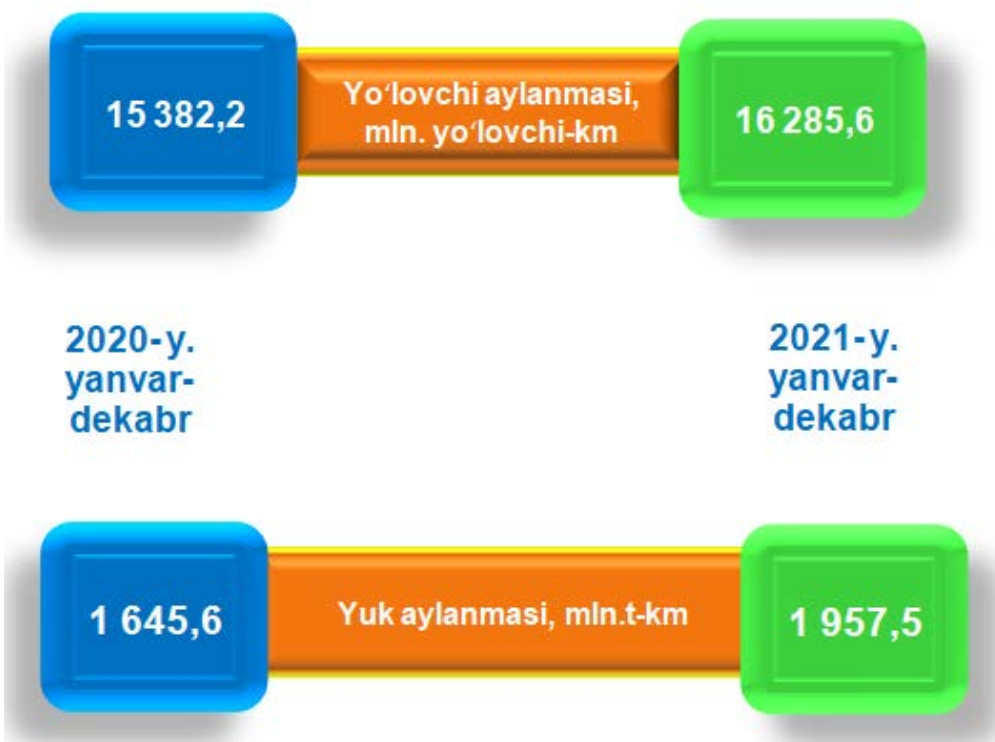 15 382,2
Yo‘lovchi aylanmasi,
mln. yo‘lovchi-km
16 285,6
2020-y.
yanvar-
dekabr
2021-y.
yanvar-
dekabr
1 645,6
Yuk aylanmasi, mln.t-km
1 957,5